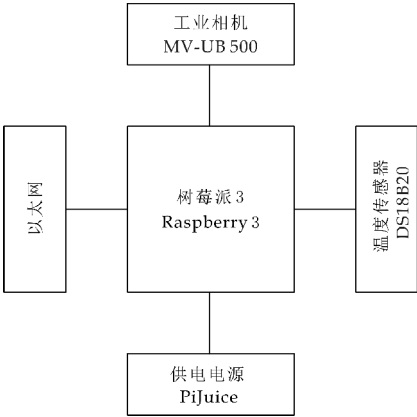 工业相机
MV-UB 500
以太网
树莓派 3
Raspberry 3
温度传感器
DS18B20
供电电源
PiJuice